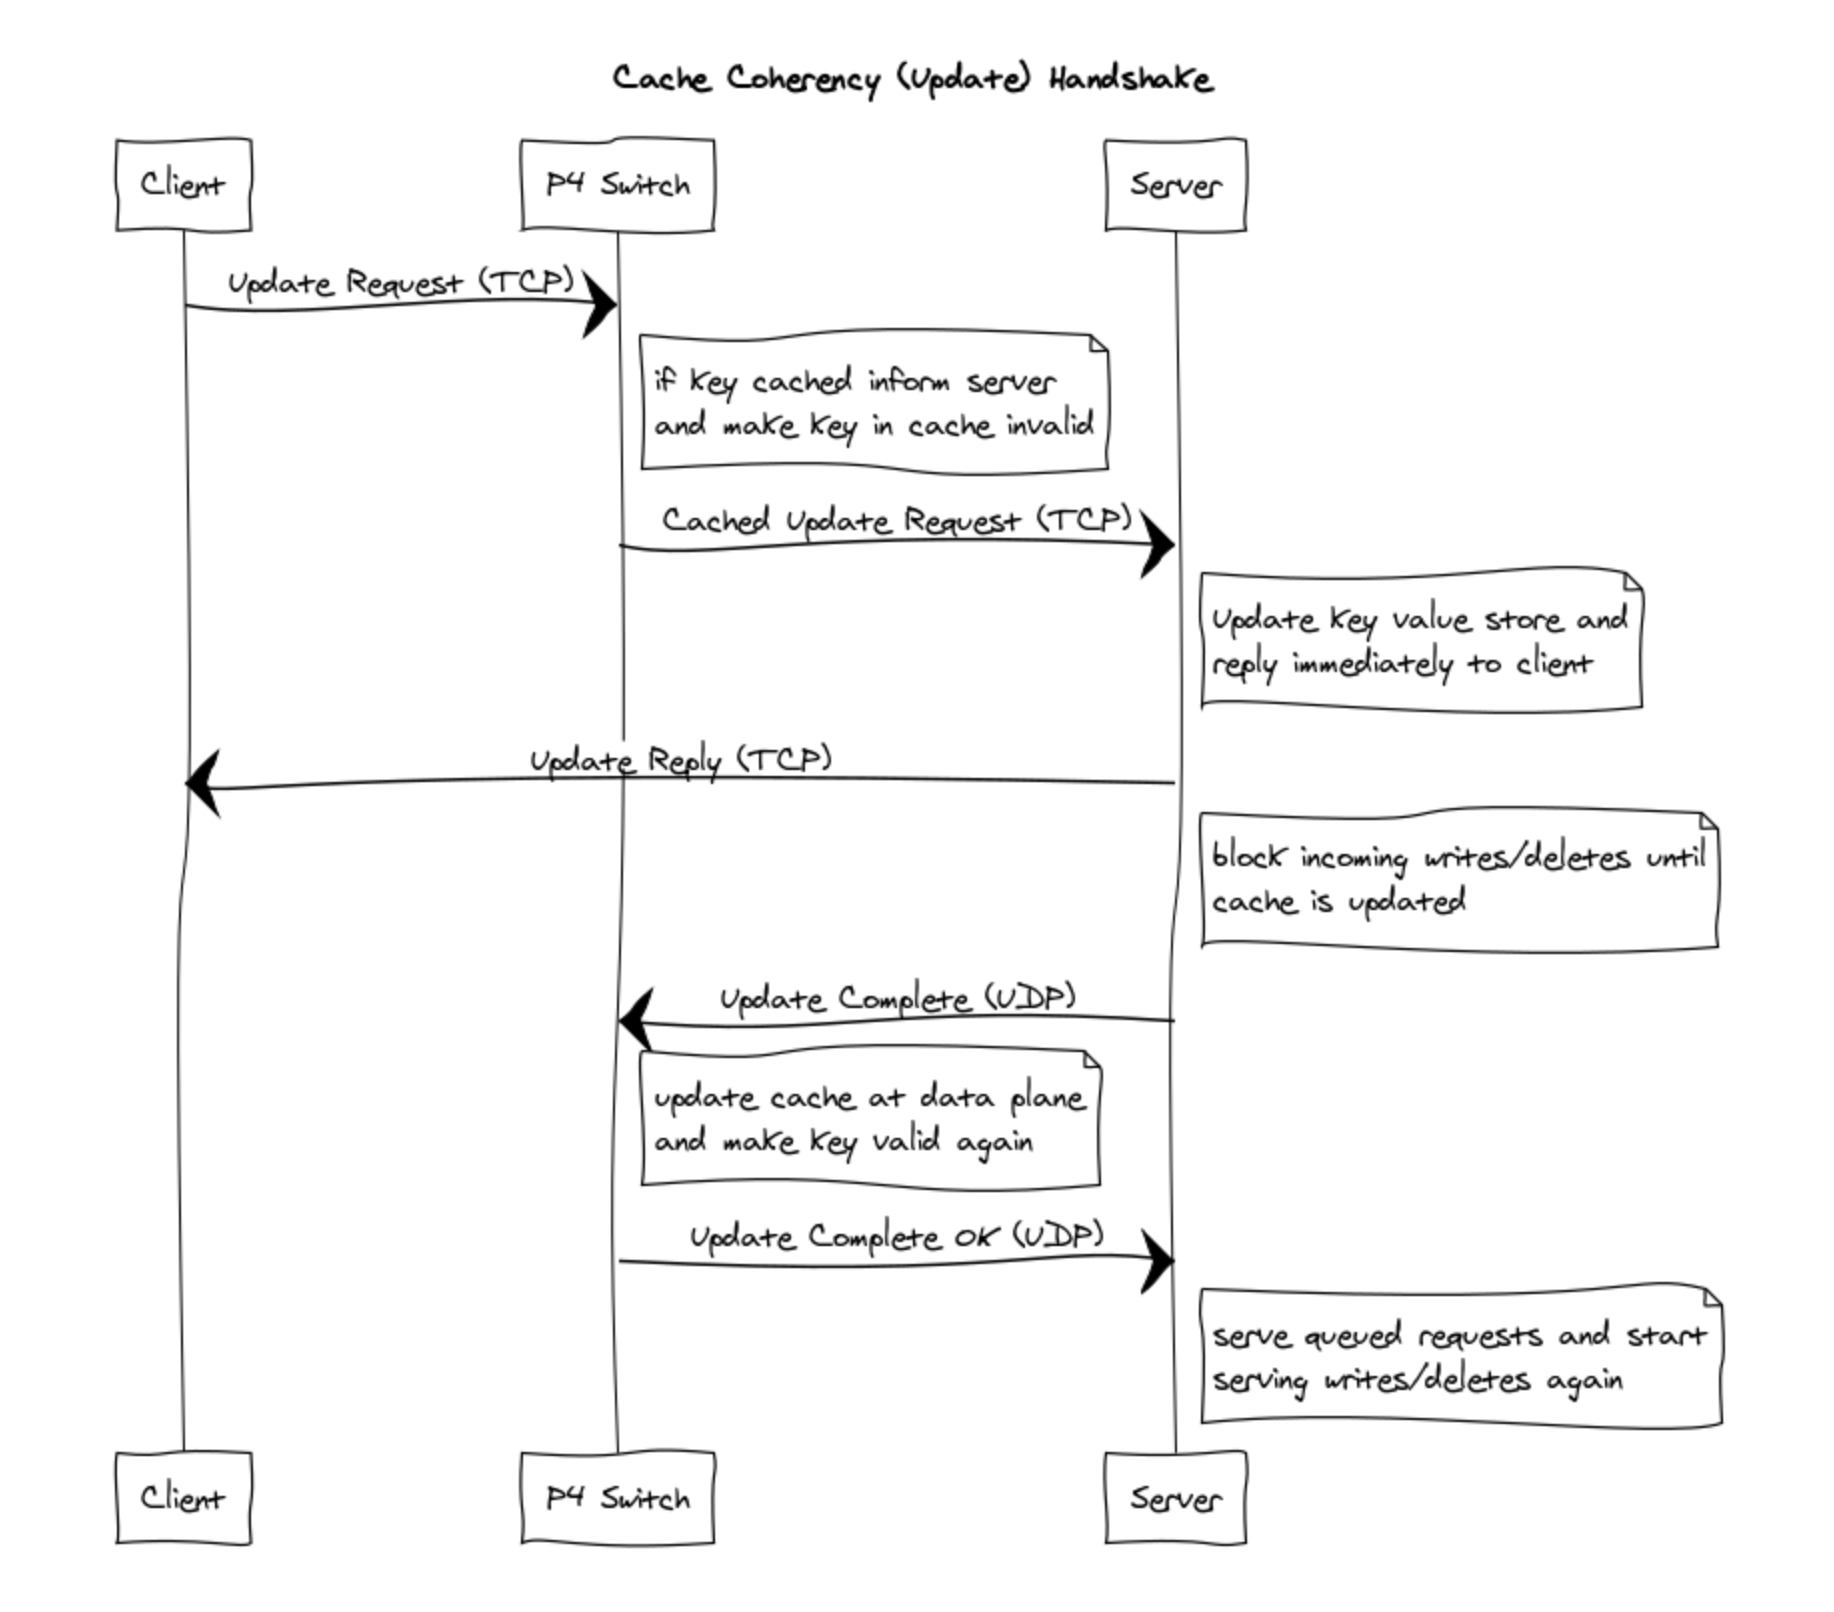 Cache Coherency (Update) Handshake
Client
P4 Switch
Server
Update Request (TCP)
if key cached inform server
and make key in cache invalid
Cached Update Request (TCP)
Update key value store and
reply immediately to client
Update Reply (TCP)
block incoming writes/deletes until
cache is updated
Update Complete (UDP)
update cache at data plane
and make key valid again
Update Complete OK (UDP)
serve queued requests and start
serving writes/deletes again
Client
P4 Switch
Server